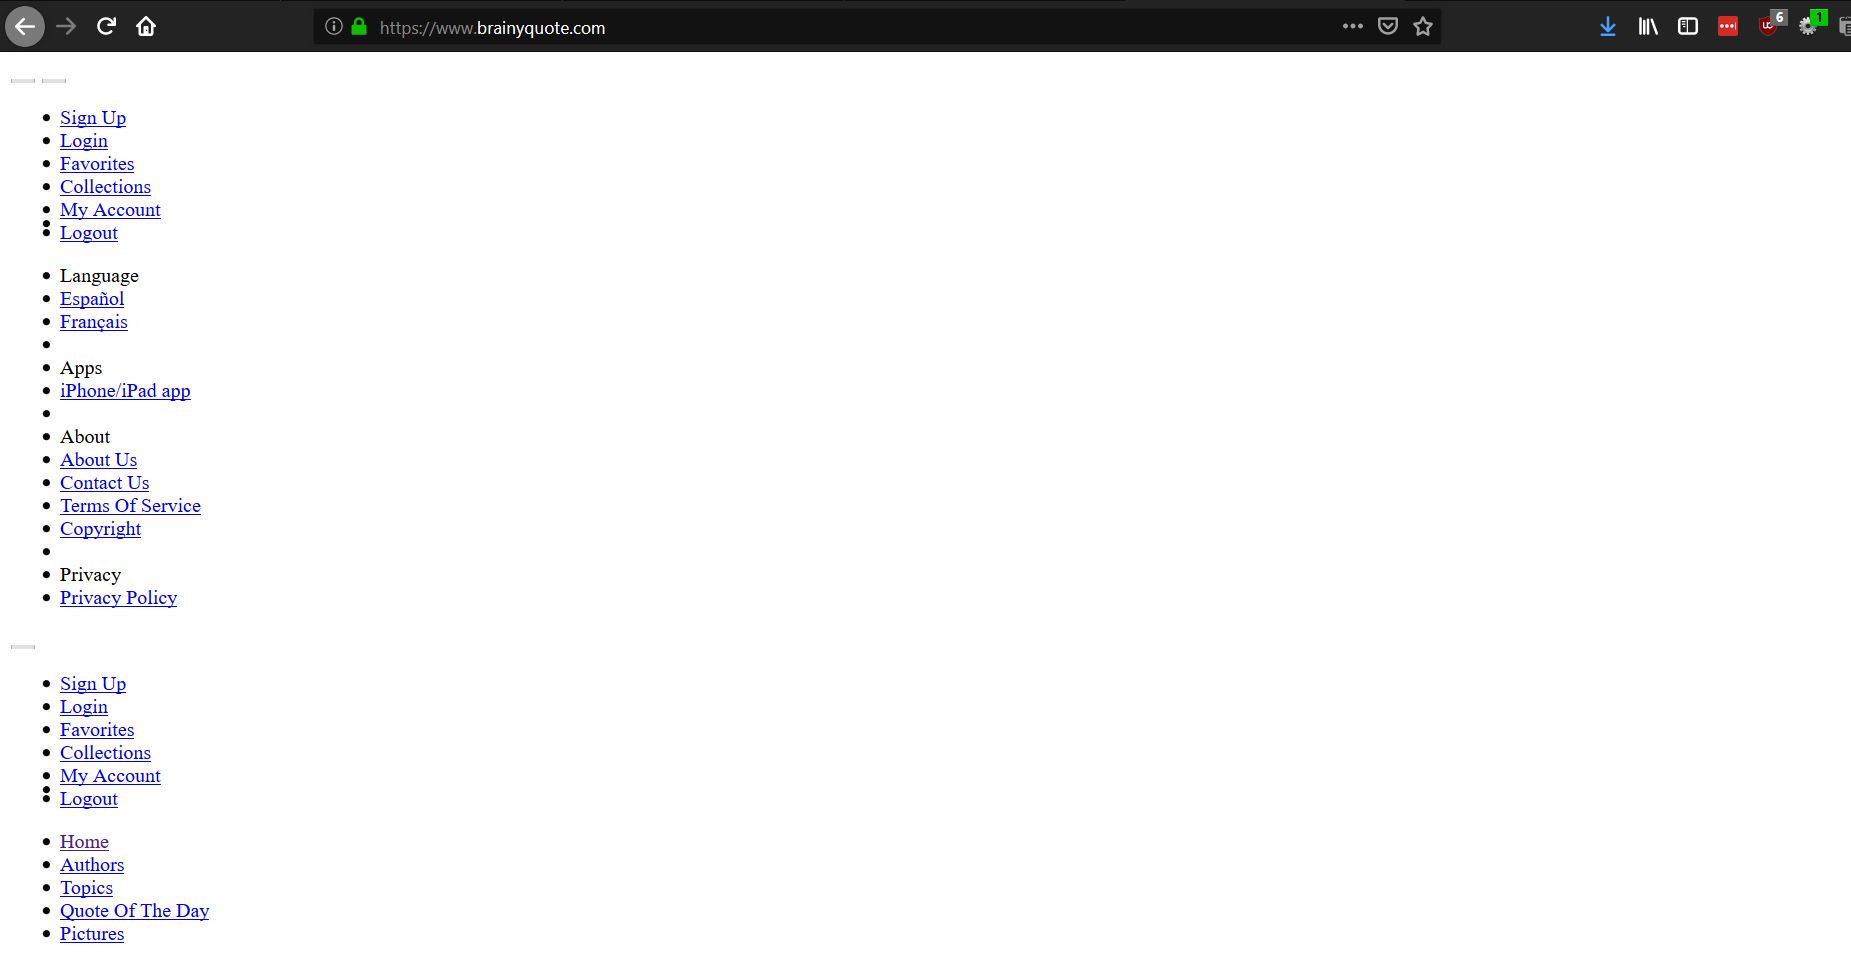 https://www.brainyquote.com
6
1
Sign Up
Login
Favorites
Collections
My Account
Logout
Language
Español
Français
Apps
iPhone/iPad app
About
About Us
Contact Us
Terms Of Service
Copyright
Privacy
Privacy Policy
Sign Up
Login
Favorites
Collections
My Account
Logout
Home
Authors
Topics
Quote Of The Day
Pictures